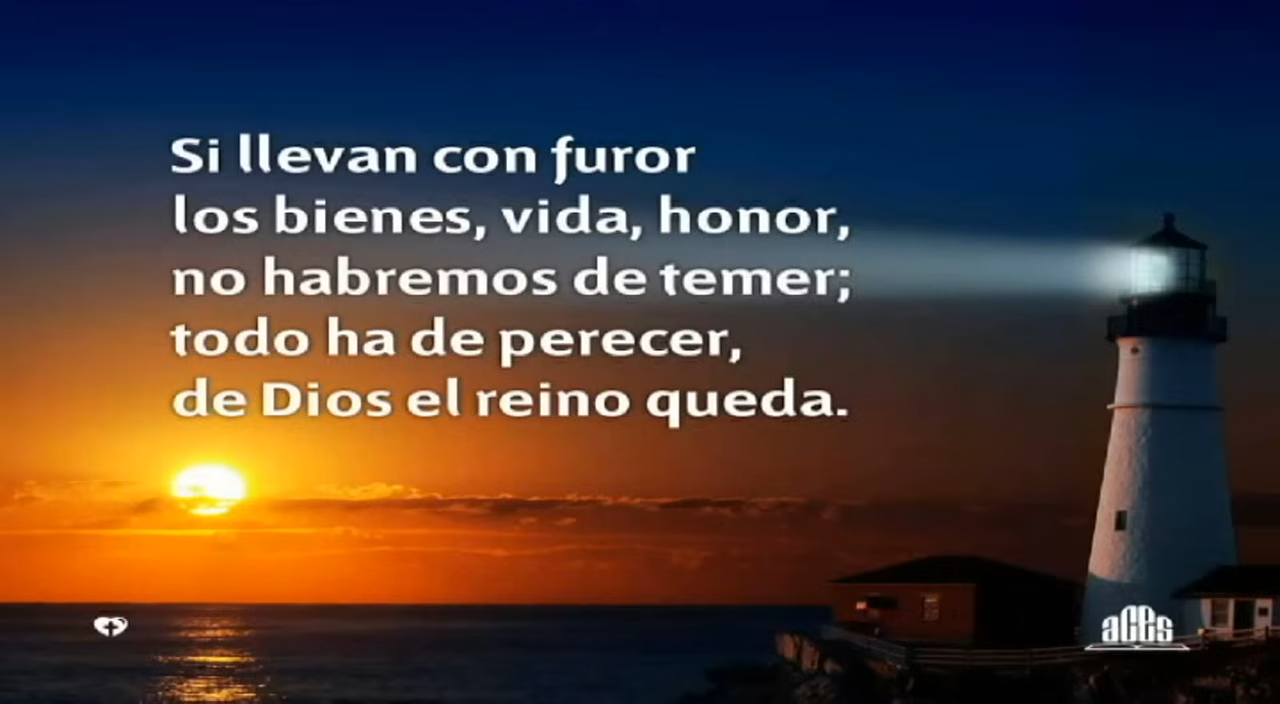 Si llevan con furor
los bienes, vida, honor,
no habremos de temer;
todo ha de perecer,
de Dios el reino queda.
aces